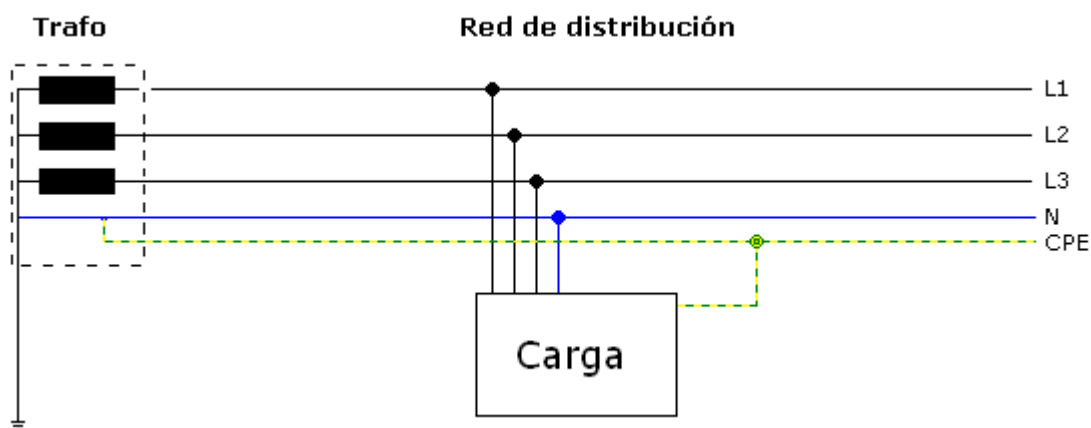 Trafo
Red de distribución
L1
L2
L3
N
CPE
Carga